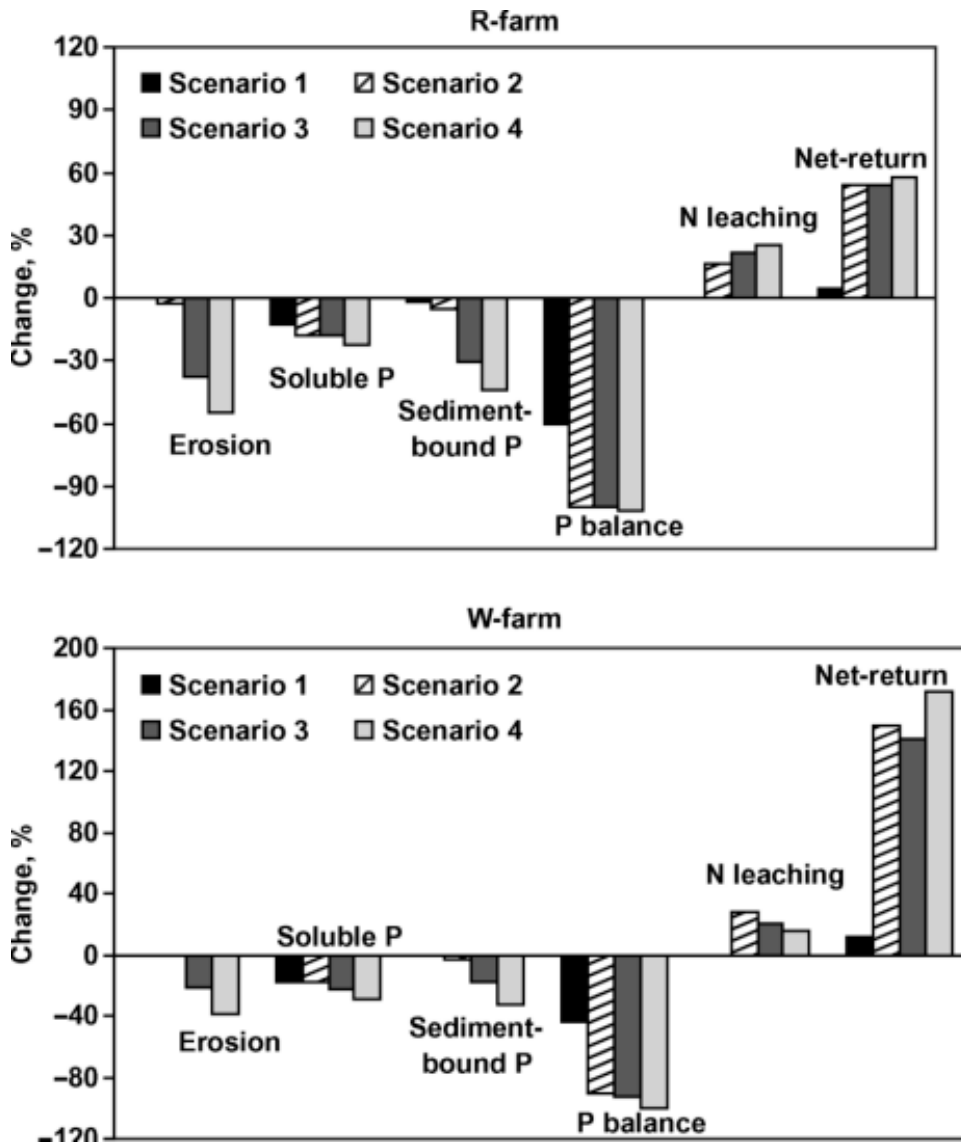 R-farm
120
Scenario 1 Scenario 2
90
Scenario 3 Scenario 4
60
Net-return
30
N leaching
0
Change, %
–30
Soluble P
–60
Sediment-
bound P
Erosion
–90
P balance
–120
W-farm
200
Scenario 1 Scenario 2
Net-return
160
Scenario 3 Scenario 4
120
80
40
N leaching
Change, %
Soluble P
0
–40
Sediment-
bound P
Erosion
–80
P balance
–120